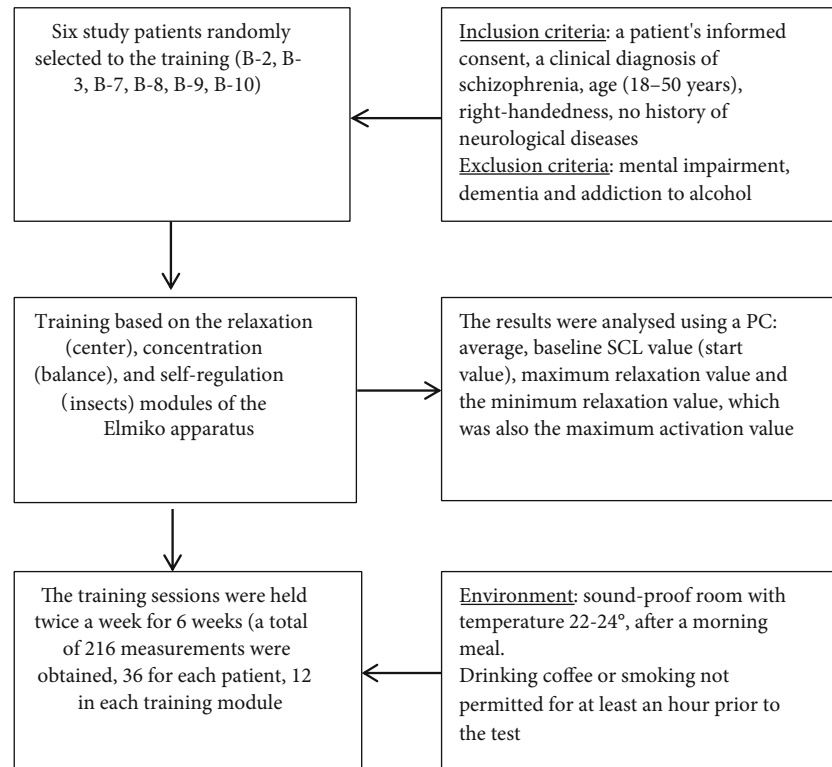 Six study patients randomly
selected to the training (B-2, B-
3, B-7, B-8, B-9, B-10)
Inclusion criteria: a patient's informed
consent, a clinical diagnosis of
schizophrenia, age (18–50 years),
right-handedness, no history of
neurological diseases
Exclusion criteria: mental impairment,
dementia and addiction to alcohol
Training based on the relaxation
(center), concentration
(balance), and self-regulation
(insects) modules of the
Elmiko apparatus
The results were analysed using a PC:
average, baseline SCL value (start
value), maximum relaxation value and
the minimum relaxation value, which
was also the maximum activation value
The training sessions were held
twice a week for 6 weeks (a total
of 216 measurements were
obtained, 36 for each patient, 12
in each training module
Environment: sound-proof room with
temperature 22-24°, after a morning
meal.
Drinking coffee or smoking not
permitted for at least an hour prior to
the test